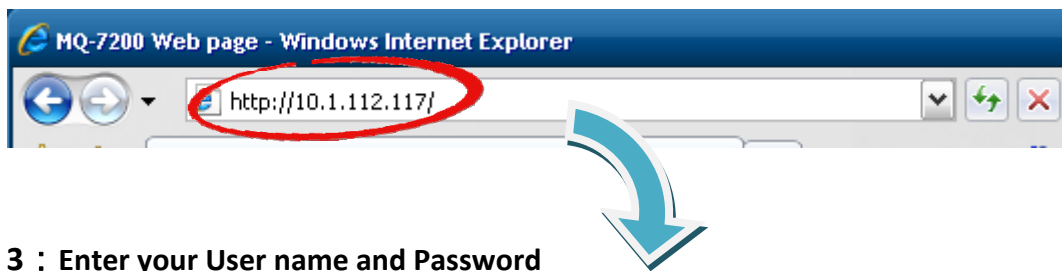 MQ-7200 Web page - Windows Internet Explorer
http://10.1.112.117/
3：Enter your User name and Password